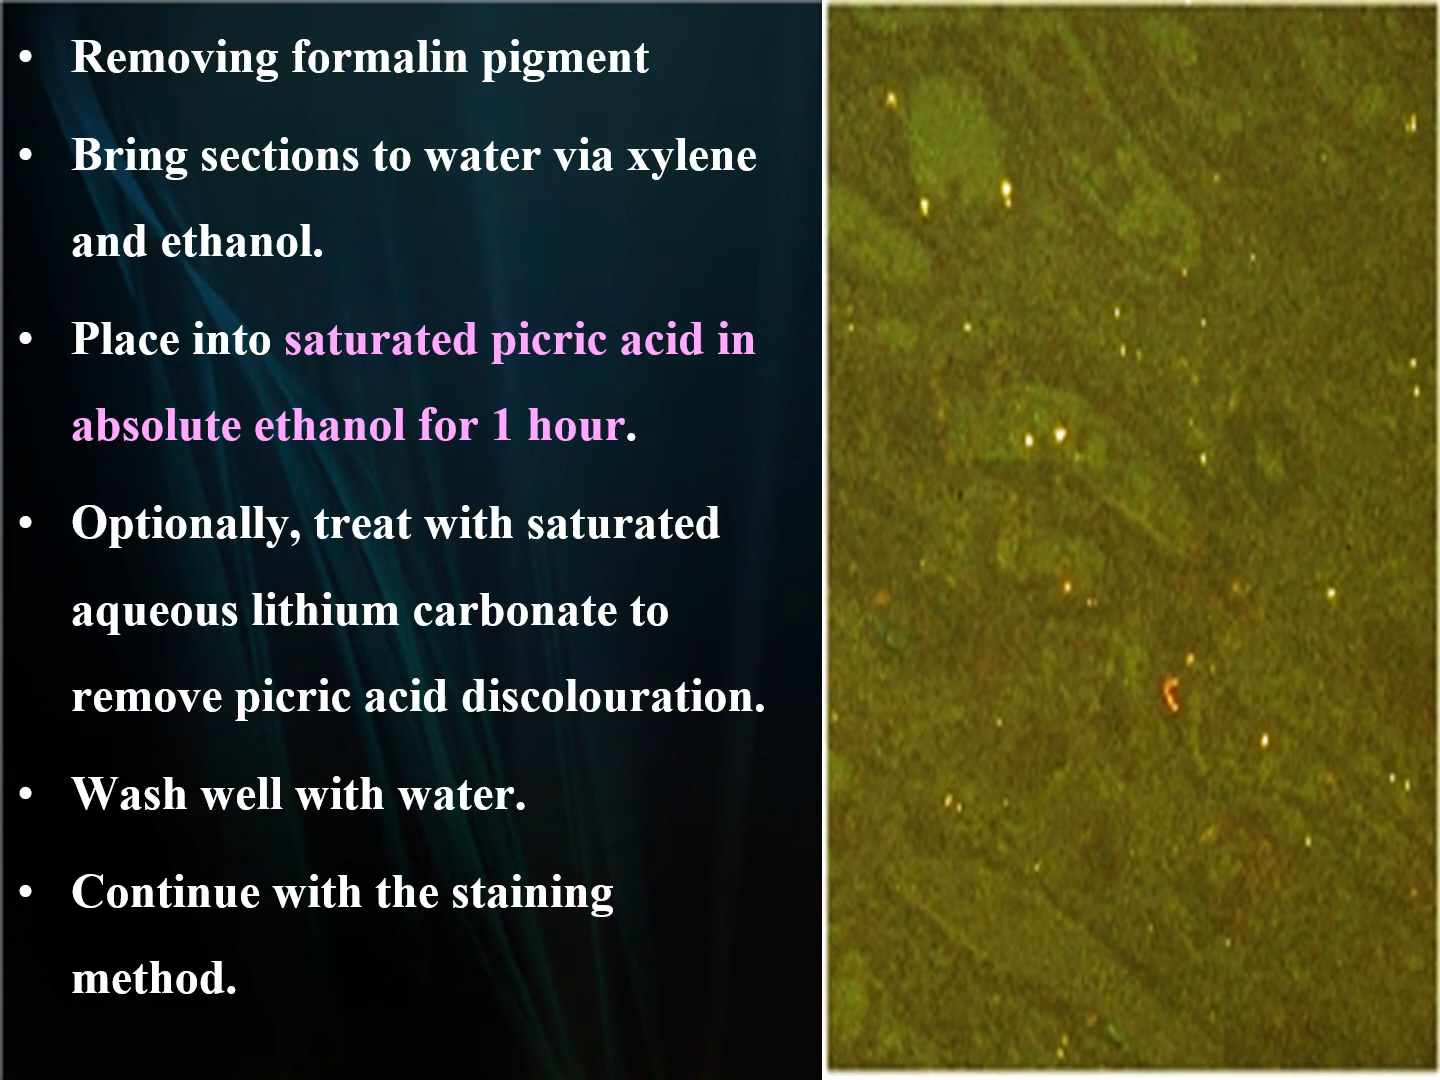 • Removing formalin pigment
• Bring sections to water via xylene
and ethanol.
• Place into saturated picric acid in
absolute ethanol for 1 hour.
• Optionally, treat with saturated
aqueous lithium carbonate to
remove picric acid discolouration.
• Wash well with water.
• Continue with the staining
method.